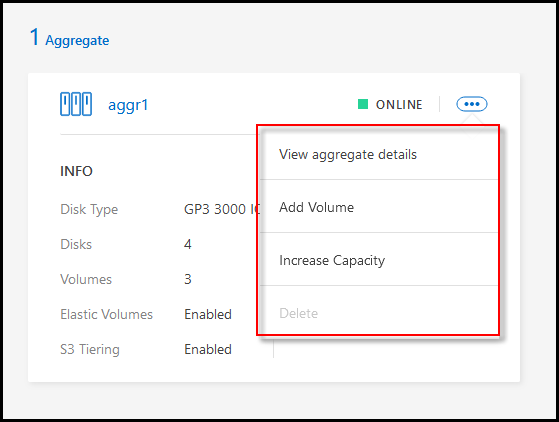 1 Aggregate
aggr1
ONLINE
View aggregate details
Add Volume
Increase Capacity
Delete
INFO
Disk Type GP3 3000
Disks 4
Volumes 3
Elastic Volumes Enabled
S3 Tiering Enabled